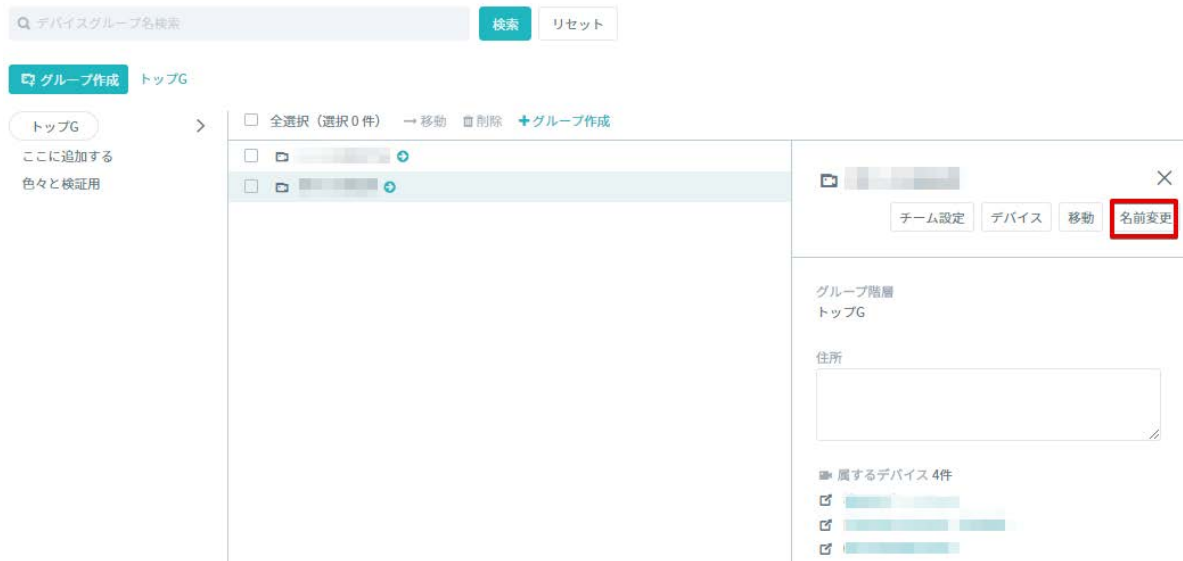 デバイスグループ名検索
検索
リセット
グループ作成
トップG
トップG
ここに追加する
色々と検証用
全選択（選択0件）
移動
削除
グループ作成
チーム設定
デバイス
移動
名前変更
グループ階層
トップG
住所
属するデバイス 4件